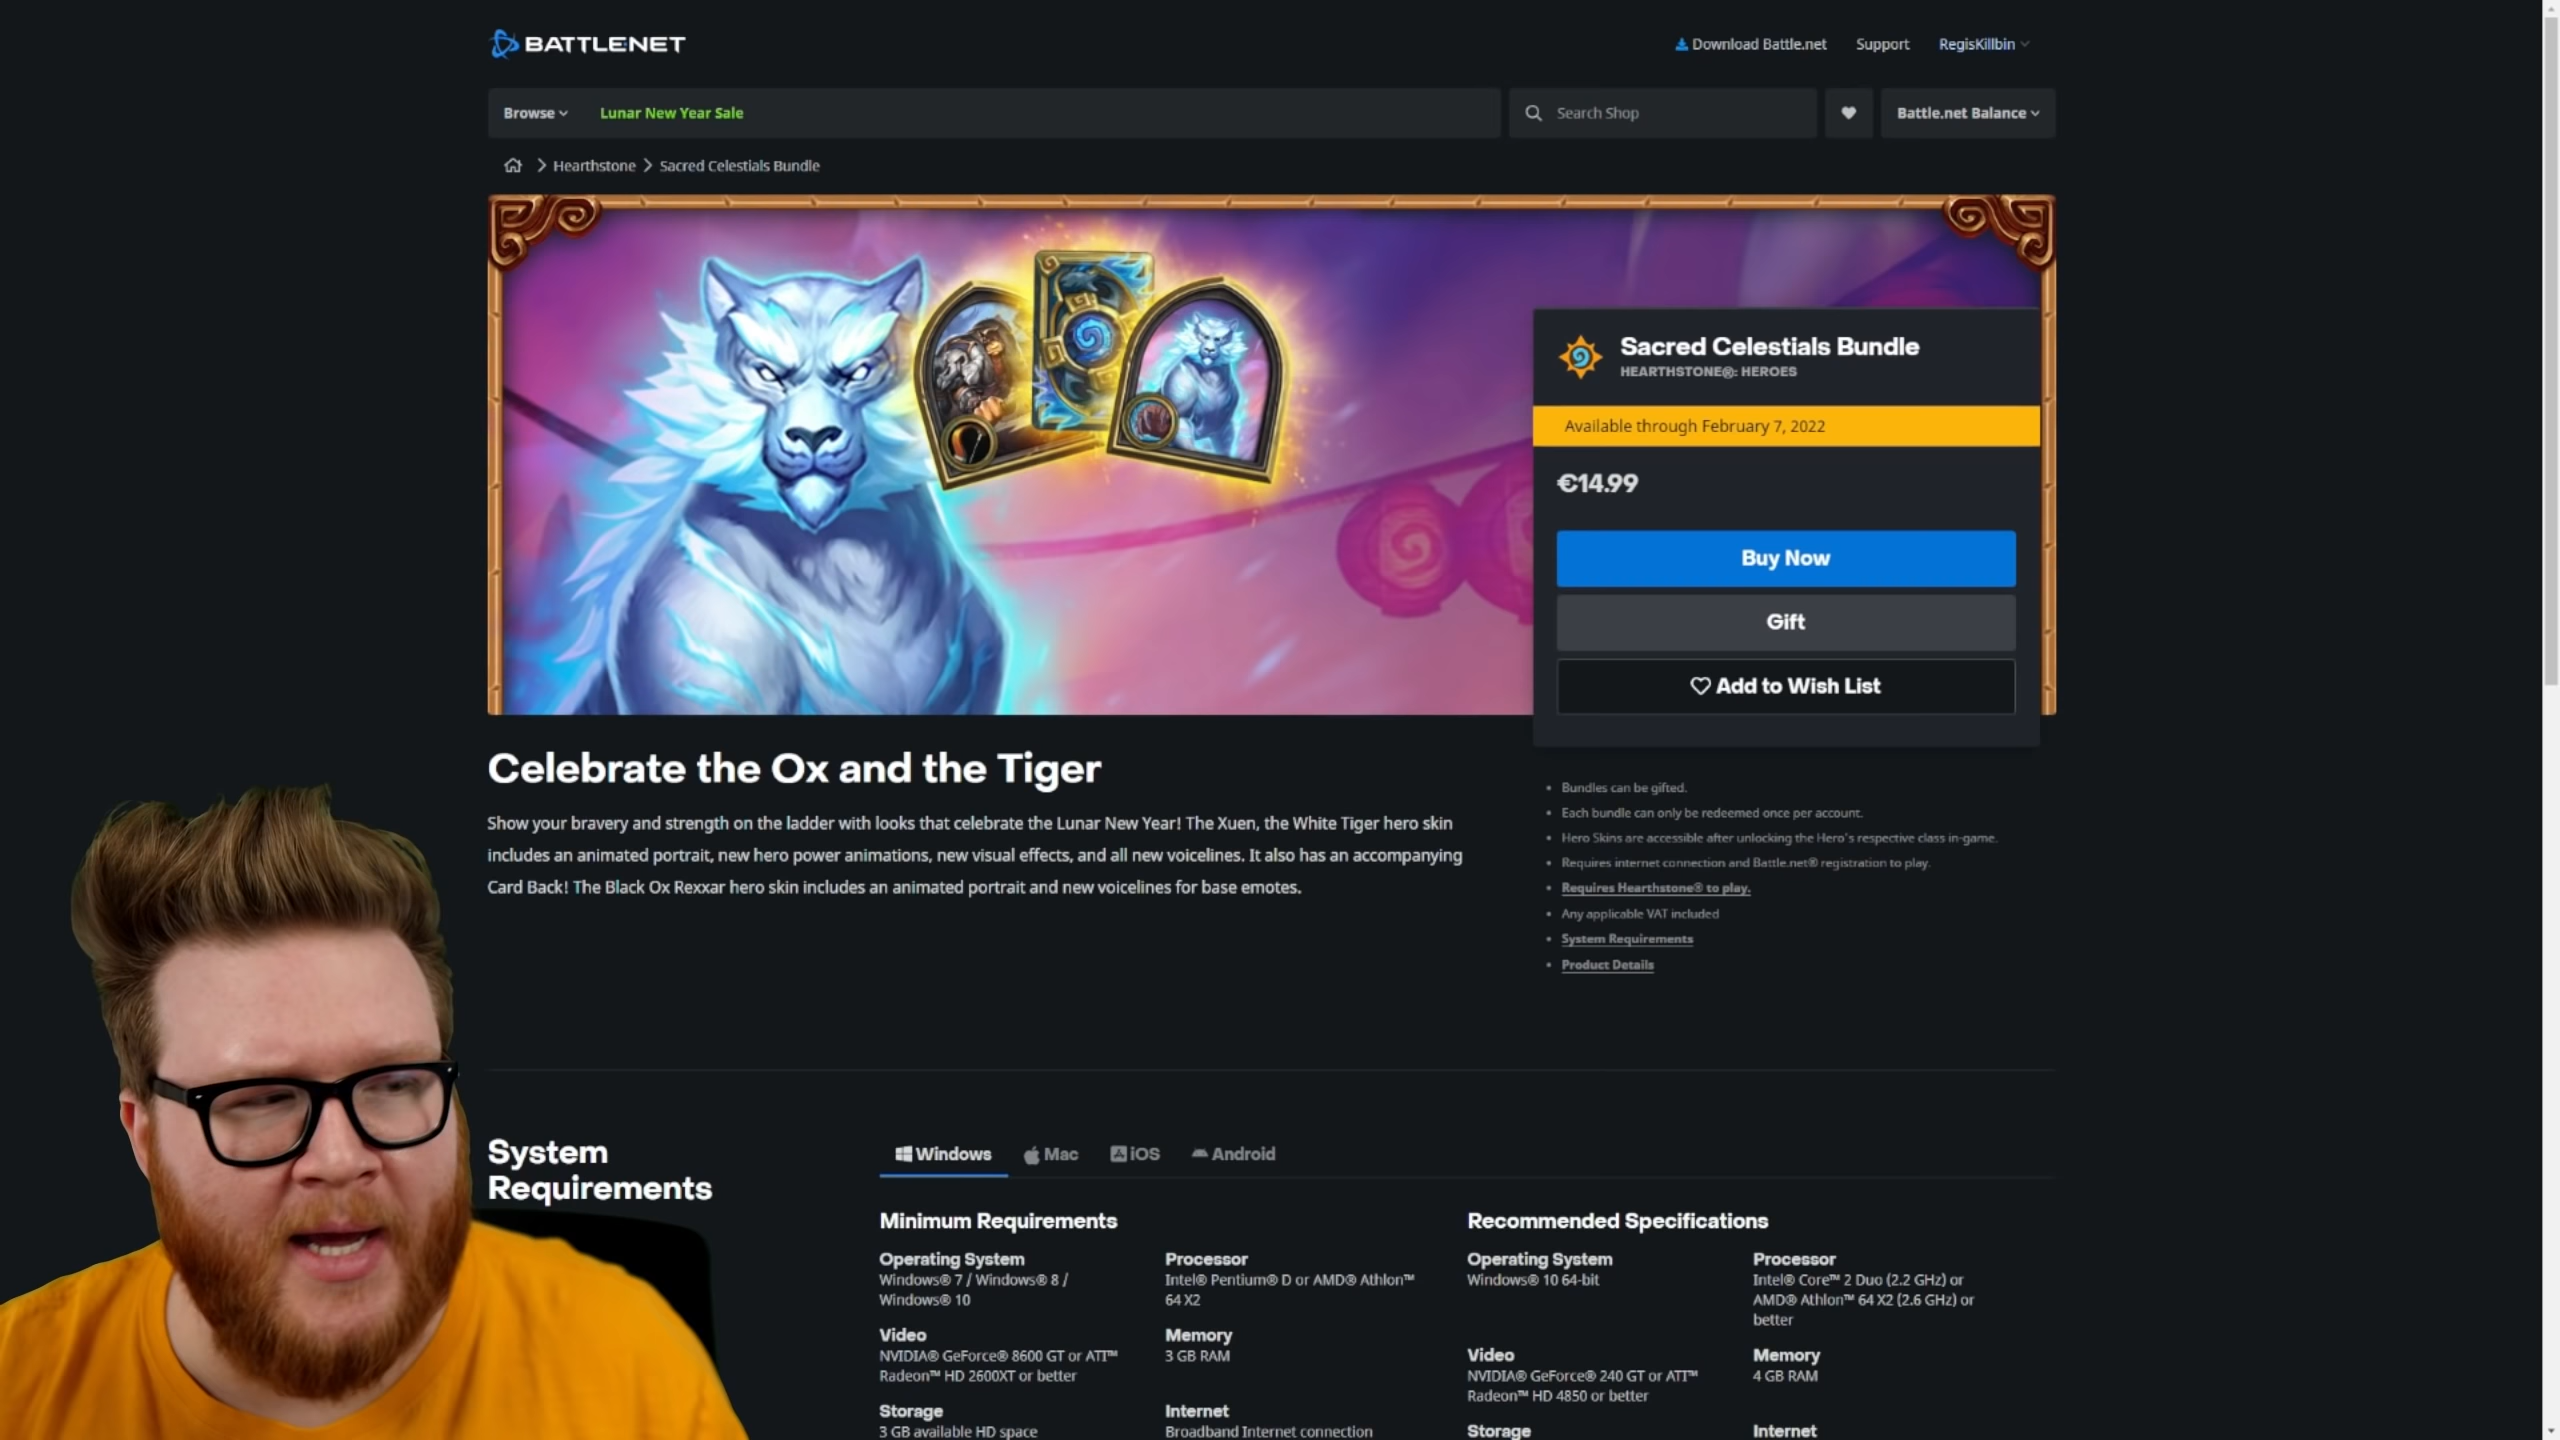 BATTLE.NET
Download Battle.net Support RegisKillbin
Browse Lunar New Year Sale Search Shop Battle.net Balance
Hearthstone Sacred Celestials Bundle
Sacred Celestials Bundle
HEARTHSTONE®: HEROES
Available through February 7, 2022
€14.99
Buy Now
Gift
Add to Wish List
Celebrate the Ox and the Tiger
Show your bravery and strength on the ladder with looks that celebrate the Lunar New Year! The Xuen, the White Tiger hero skin
includes an animated portrait, new hero power animations, new visual effects, and all new voicelines. It also has an accompanying
Card Back! The Black Ox Rexxar hero skin includes an animated portrait and new voicelines for base emotes.
• Bundles can be gifted.
• Each bundle can only be redeemed once per account.
• Hero Skins are accessible after unlocking the Hero's respective class in-game.
• Requires internet connection and Battle.net® registration to play.
• Requires Hearthstone® to play.
• Any applicable VAT included
• System Requirements
• Product Details
System
Requirements
Windows Mac iOS Android
Minimum Requirements
Operating System
Windows® 7 / Windows® 8 /
Windows® 10
Processor
Intel® Pentium® D or AMD® Athlon™
64 X2
Video
NVIDIA® GeForce® 8600 GT or ATI™
Radeon™ HD 2600XT or better
Memory
3 GB RAM
Storage
3 GB available HD space
Internet
Broadband Internet connection
Recommended Specifications
Operating System
Windows® 10 64-bit
Processor
Intel® Core™ 2 Duo (2.2 GHz) or
AMD® Athlon™ 64 X2 (2.6 GHz) or
better
Video
NVIDIA® GeForce® 240 GT or ATI™
Radeon™ HD 4850 or better
Memory
4 GB RAM
Storage
Internet